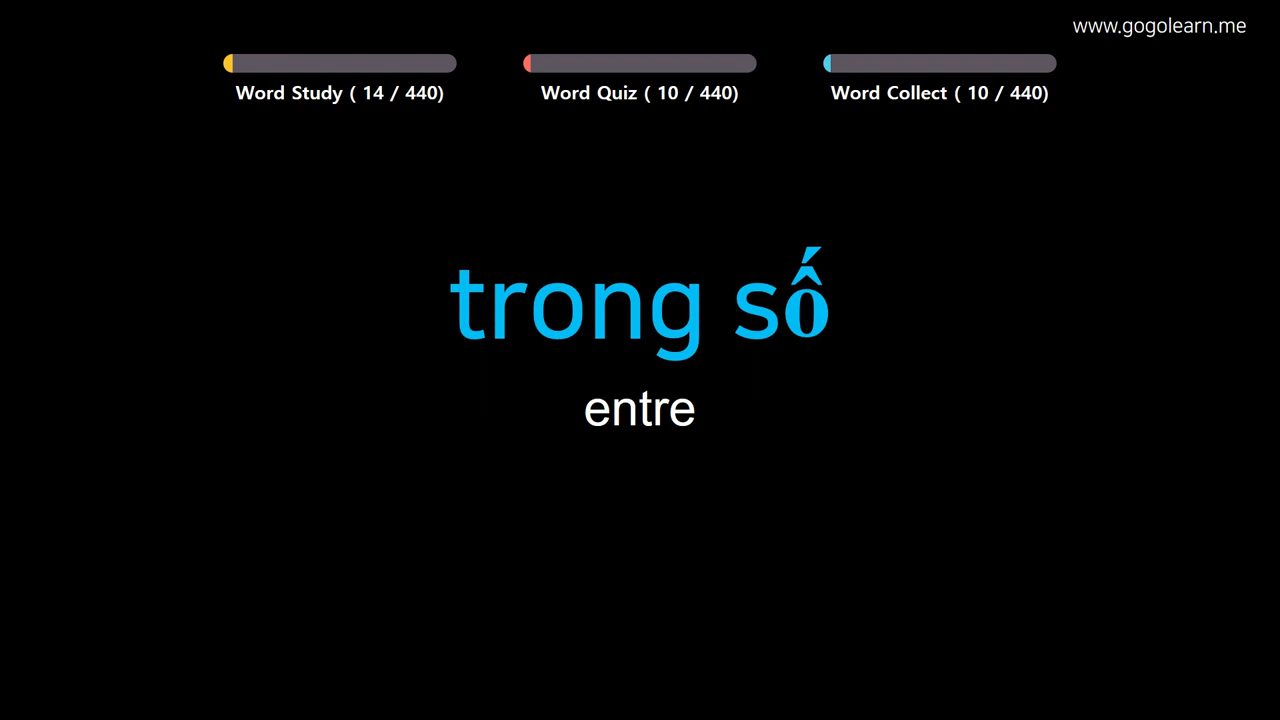 www.gogolearn.me
Word Study ( 14 / 440)
Word Quiz ( 10 / 440)
Word Collect ( 10 / 440)
trong số
entre